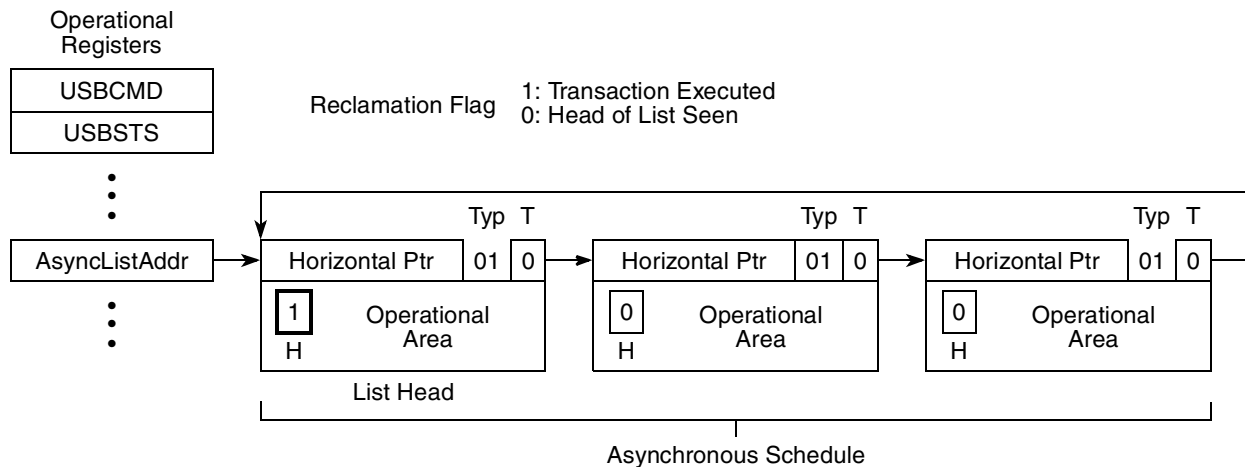 Operational
Registers
USBCMD
USBSTS
Reclamation Flag
1: Transaction Executed
0: Head of List Seen
Typ T
Typ T
Typ T
AsyncListAddr
Horizontal Ptr 01 0
Horizontal Ptr 01 0
Horizontal Ptr 01 0
1
H
Operational
Area
0
H
Operational
Area
0
H
Operational
Area
List Head
Asynchronous Schedule